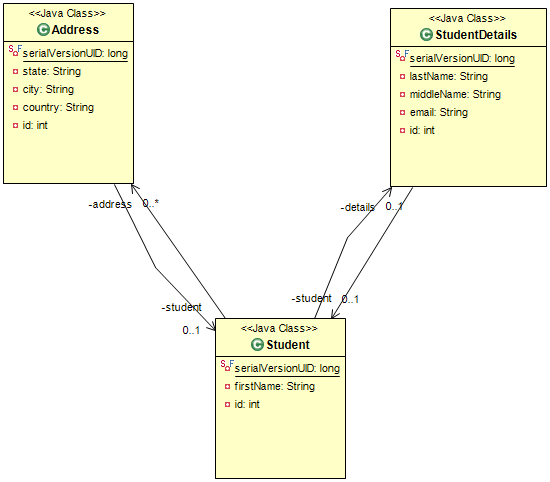 <<Java Class>>
Address
serialVersionUID: long
state: String
city: String
country: String
id: int
<<Java Class>>
StudentDetails
serialVersionUID: long
lastName: String
middleName: String
email: String
id: int
-address
0..*
-details
0..1
-student
0..1
-student
0..1
<<Java Class>>
Student
serialVersionUID: long
firstName: String
id: int